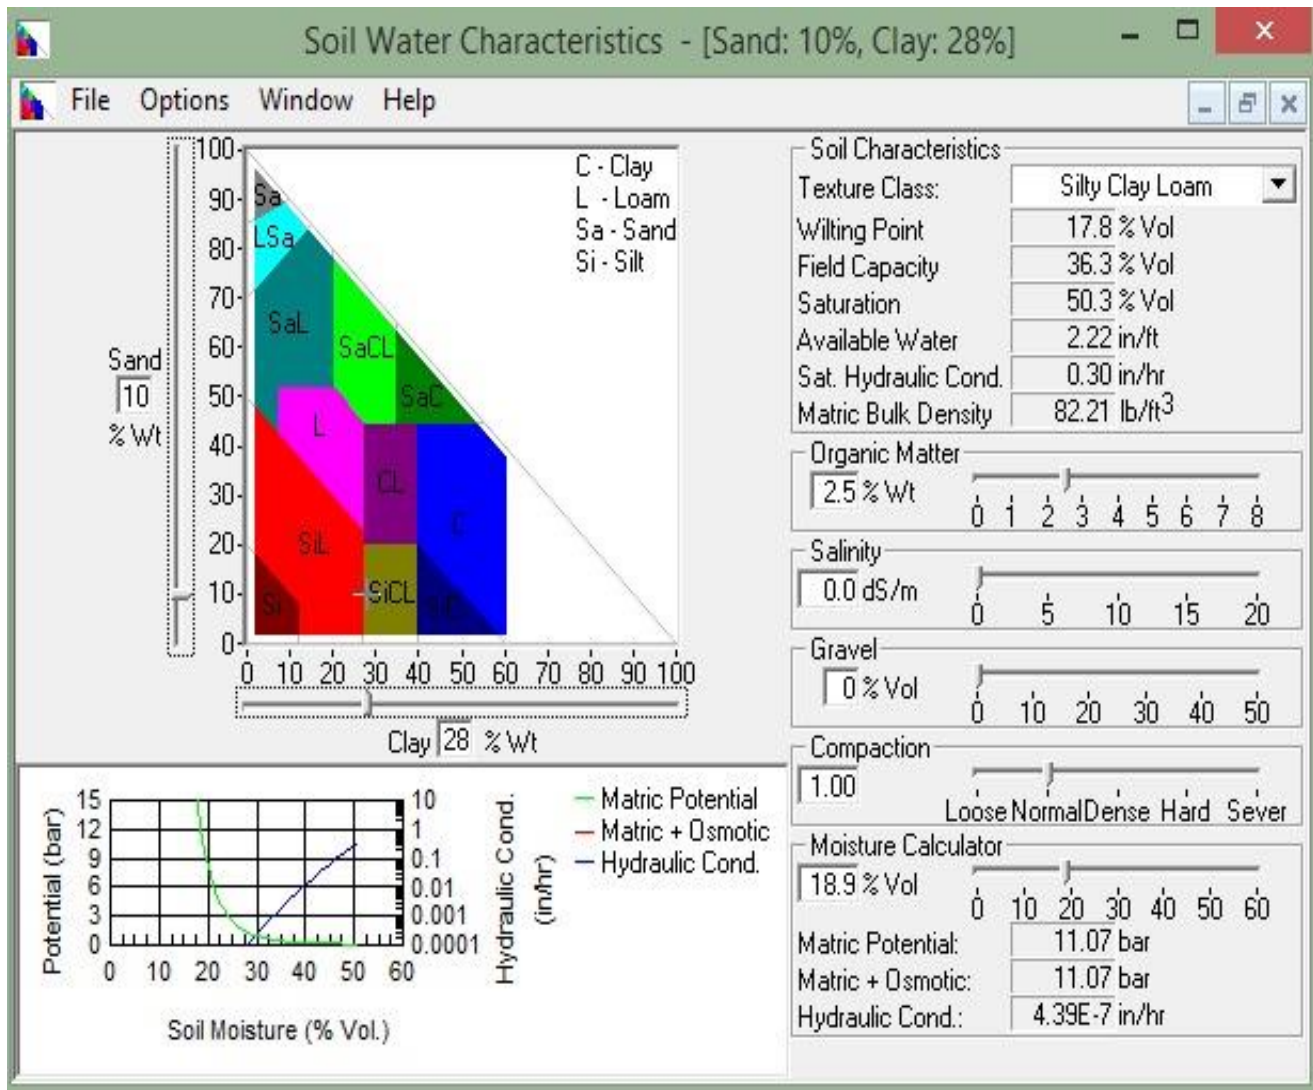 Soil Water Characteristics - [Sand: 10%, Clay: 28%]
File Options Window Help
100
90
80
70
60
50
40
30
20
10
0
Sand
10
% Wt
C - Clay
L - Loam
Sa - Sand
Si - Silt
Sa
LSa
SaL
SaCL
SaC
L
CL
C
SiL
SiCL
Si
SiC
0 10 20 30 40 50 60 70 80 90 100
Clay 28 % Wt
Soil Characteristics
Texture Class: Silty Clay Loam
Wilting Point 17.8 % Vol
Field Capacity 36.3 % Vol
Saturation 50.3 % Vol
Available Water 2.22 in/ft
Sat. Hydraulic Cond. 0.30 in/hr
Matric Bulk Density 82.21 lb/ft3
Organic Matter
2.5 % Wt
0 1 2 3 4 5 6 7 8
Salinity
0.0 dS/m
0 5 10 15 20
Gravel
0 % Vol
0 10 20 30 40 50
Compaction
1.00
Loose Normal Dense Hard Sever
Moisture Calculator
18.9 % Vol
0 10 20 30 40 50 60
Matric Potential: 11.07 bar
Matric + Osmotic: 11.07 bar
Hydraulic Cond.: 4.39E-7 in/hr
Potential (bar)
15
12
9
6
3
0
0 10 20 30 40 50 60
Soil Moisture (% Vol.)
10
1
0.1
0.01
0.001
0.0001
Hydraulic Cond.
(in/hr)
Matric Potential
Matric + Osmotic
Hydraulic Cond.